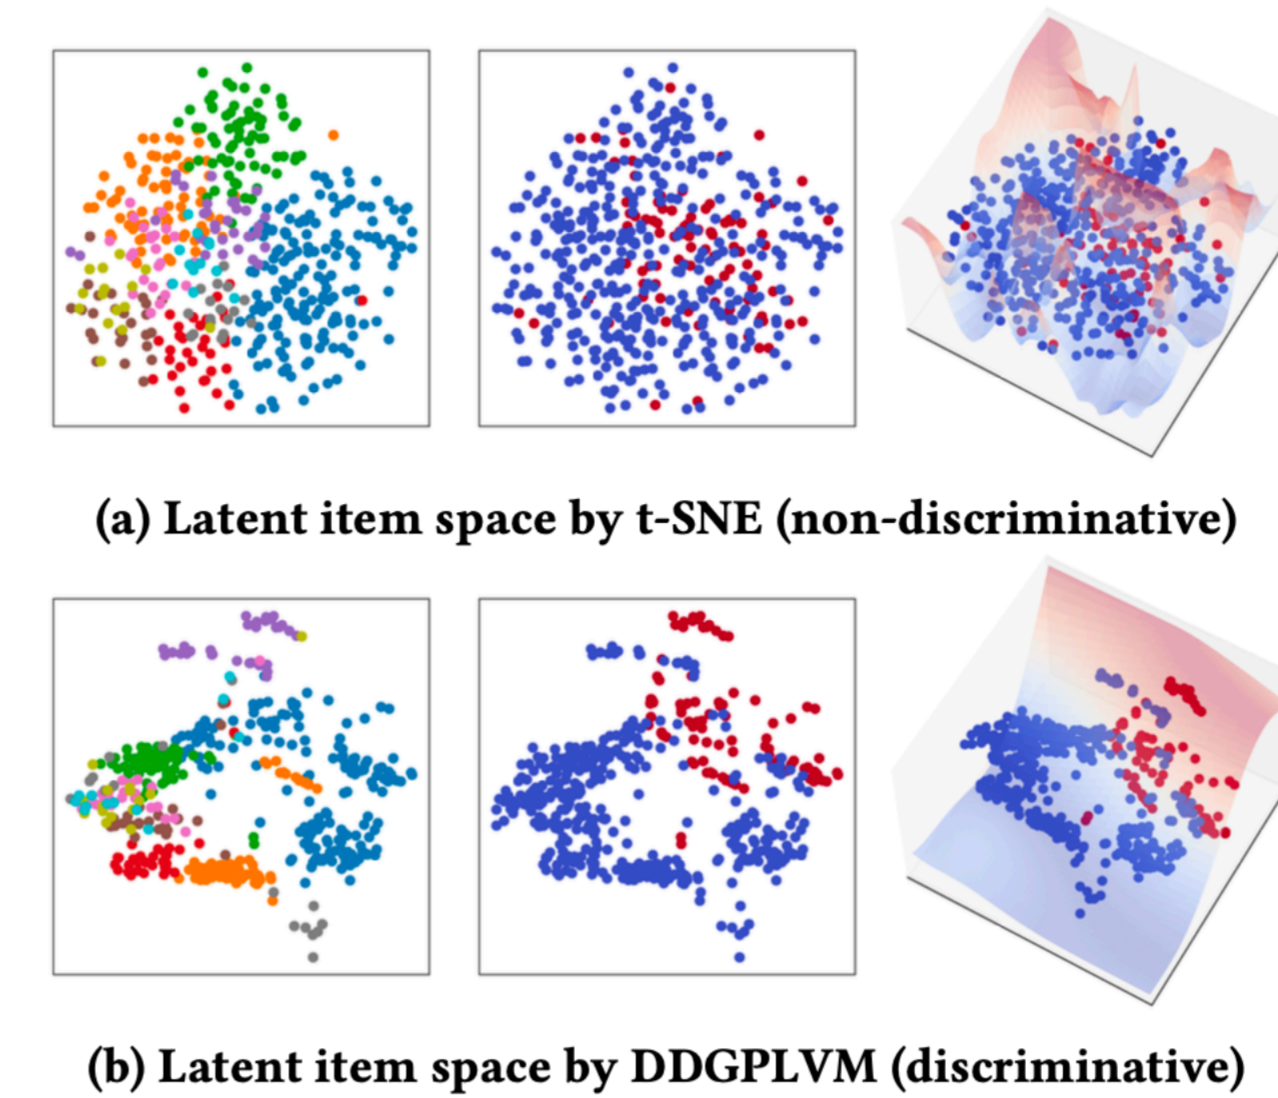 (a) Latent item space by t-SNE (non-discriminative)
(b) Latent item space by DDGPLVM (discriminative)